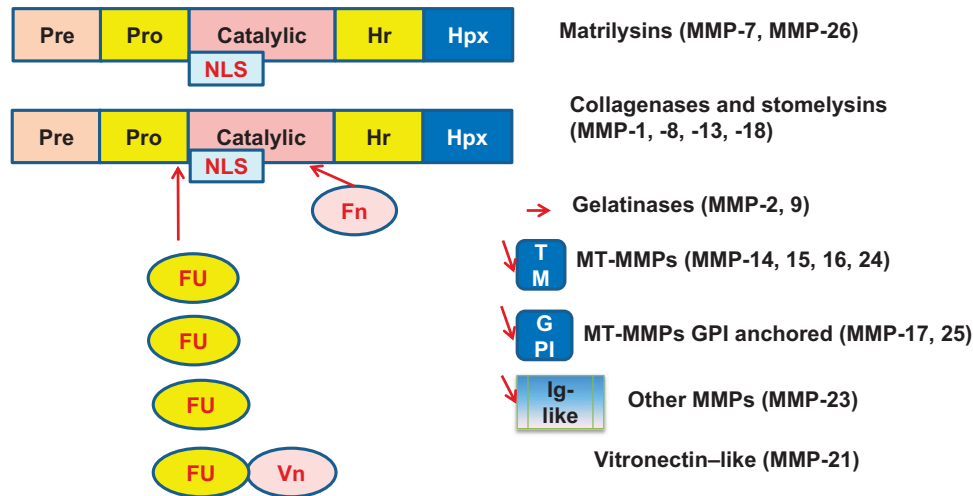 Pre Pro Catalylic Hr Hpx Matrilysins (MMP-7, MMP-26)
NLS
Collagenases and stomelysins
(MMP-1, -8, -13, -18)
Pre Pro Catalylic Hr Hpx
NLS
Fn
Gelatinases (MMP-2, 9)
FU
T
M
MT-MMPs (MMP-14, 15, 16, 24)
FU
G
PI
MT-MMPs GPI anchored (MMP-17, 25)
FU
Ig-
like
Other MMPs (MMP-23)
FU Vn Vitronectin–like (MMP-21)